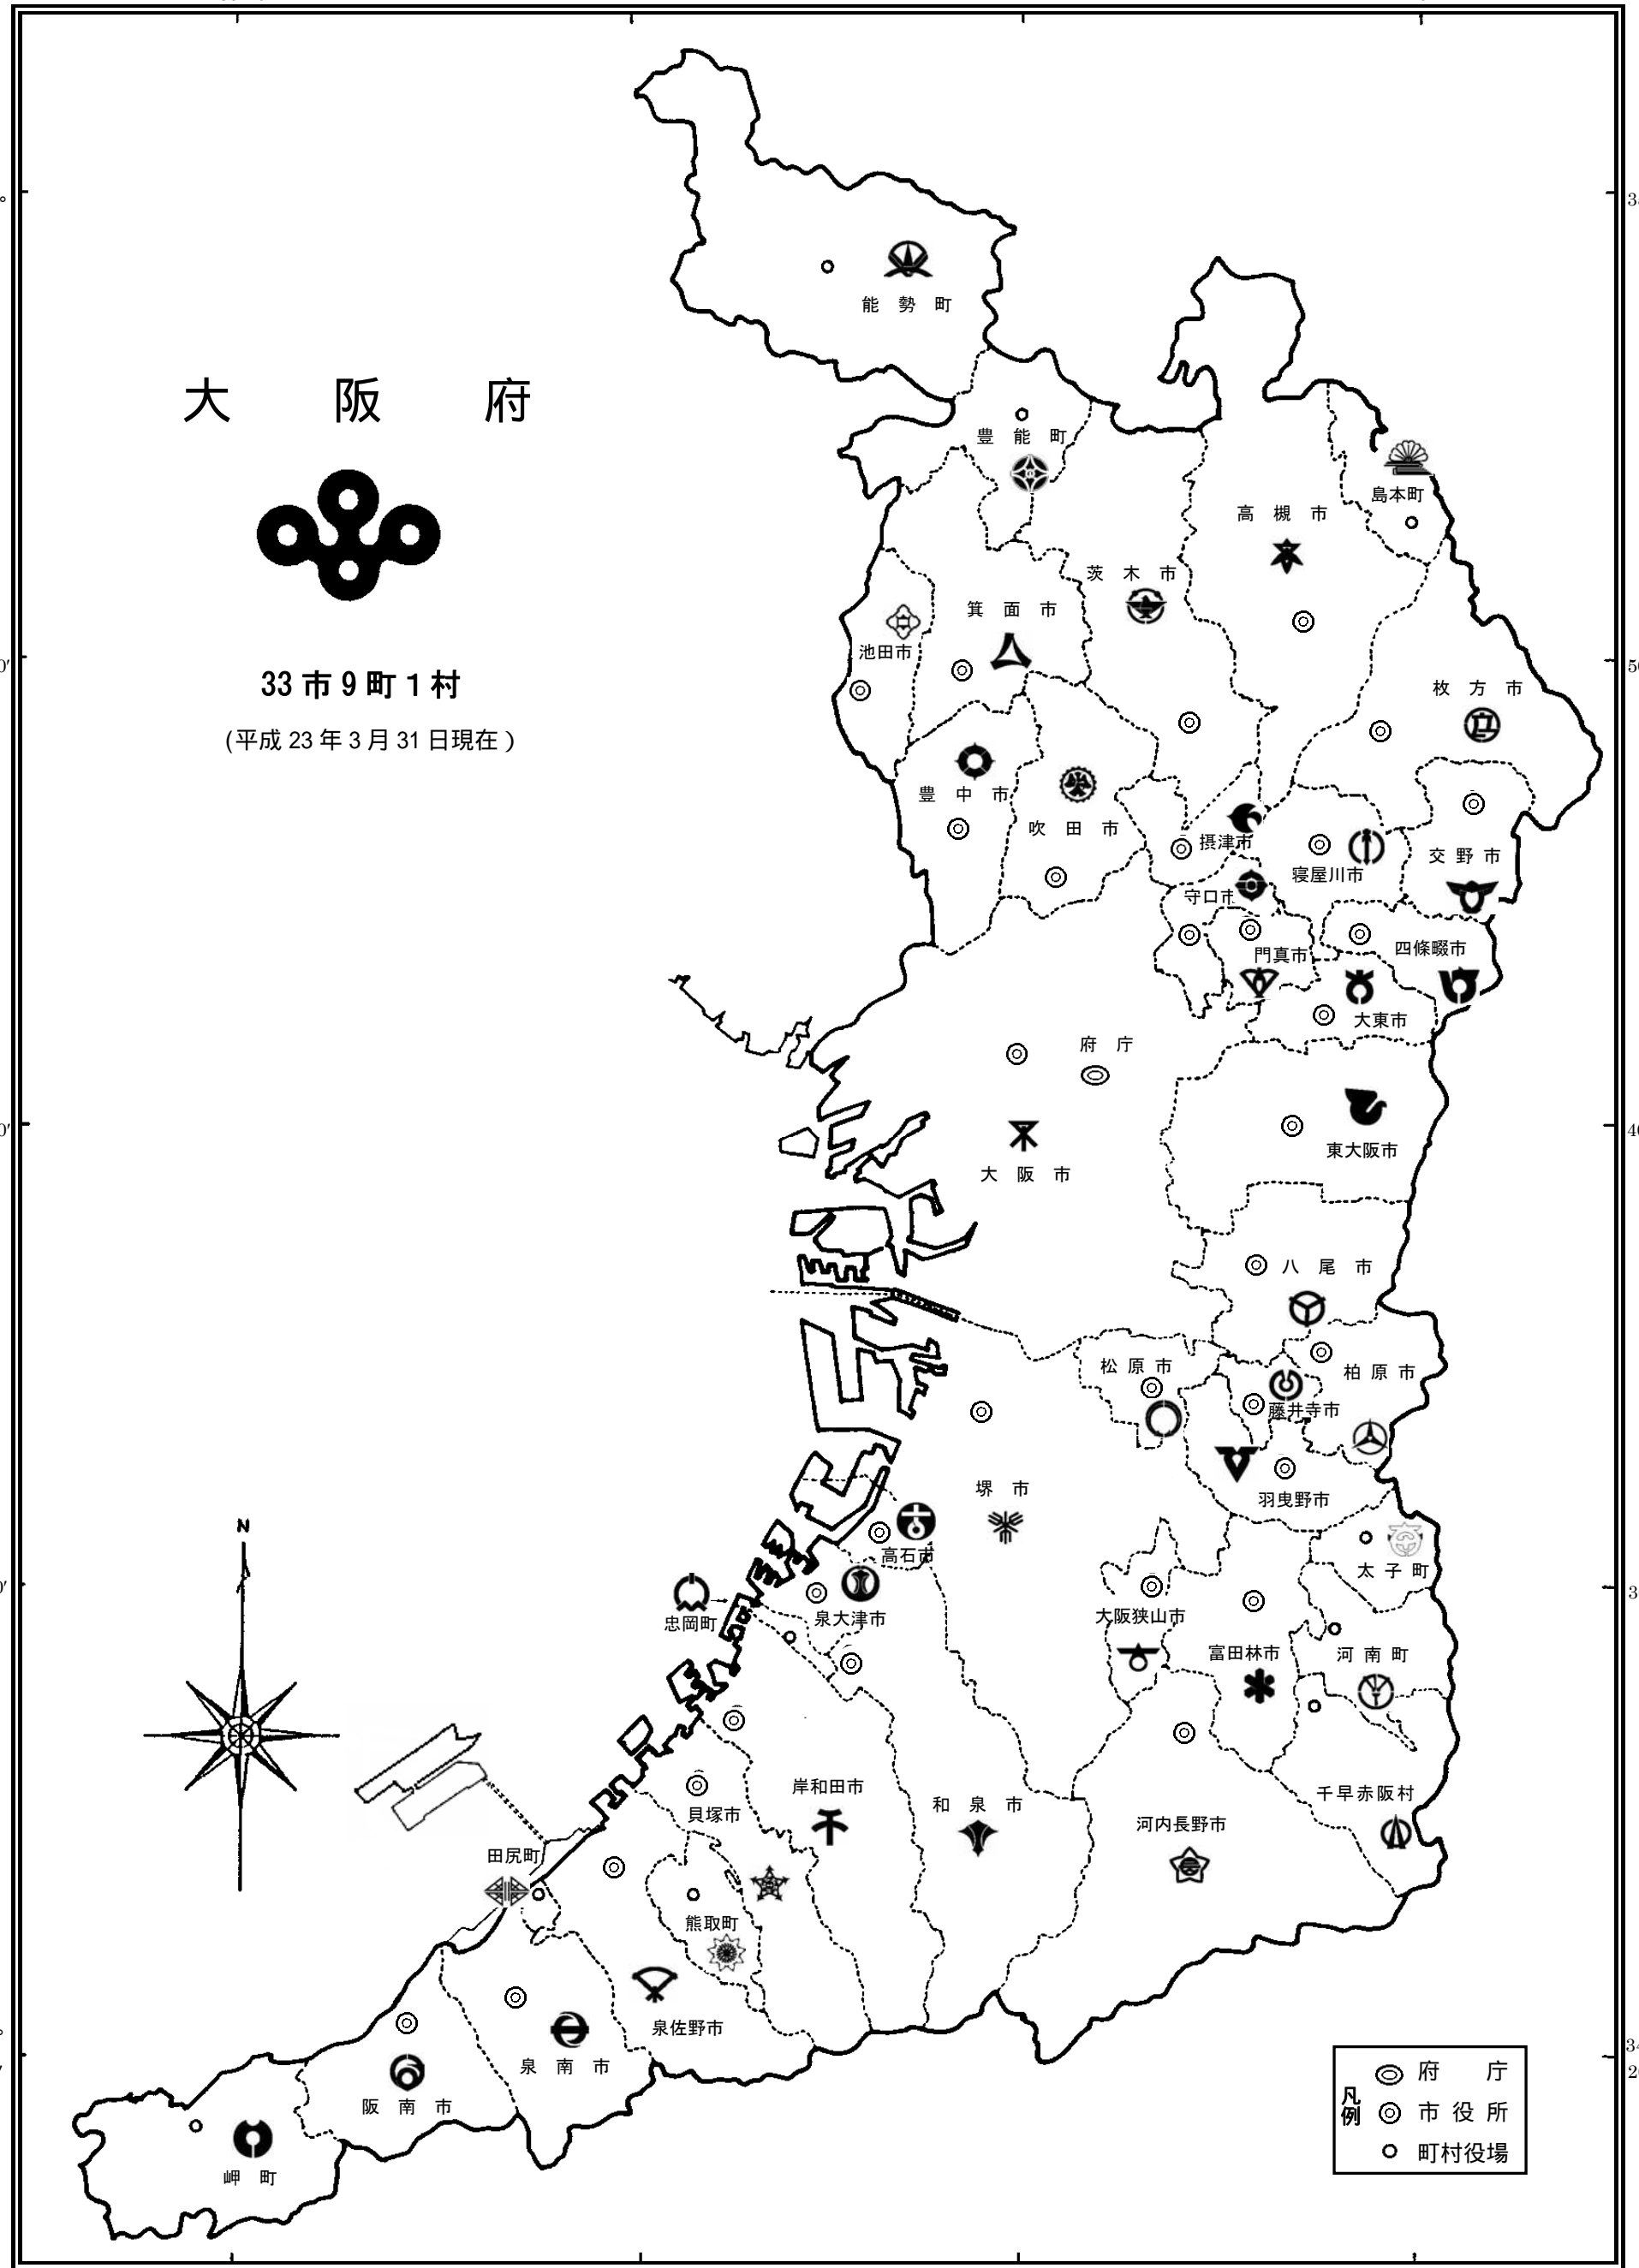 大阪府
33市9町1村
(平成23年3月31日現在)
能勢町
豊能町
島本町
高槻市
茨木市
箕面市
池田市
枚方市
豊中市
吹田市
摂津市
寝屋川市
交野市
守口市
門真市
四條畷市
大東市
府庁
東大阪市
大阪市
八尾市
松原市
柏原市
藤井寺市
羽曳野市
堺市
高石市
太子町
泉大津市
忠岡町
大阪狭山市
富田林市
河南町
N
千早赤阪村
岸和田市
和泉市
貝塚市
河内長野市
田尻町
熊取町
泉佐野市
泉南市
阪南市
岬町
凡例
府庁
市役所
町村役場